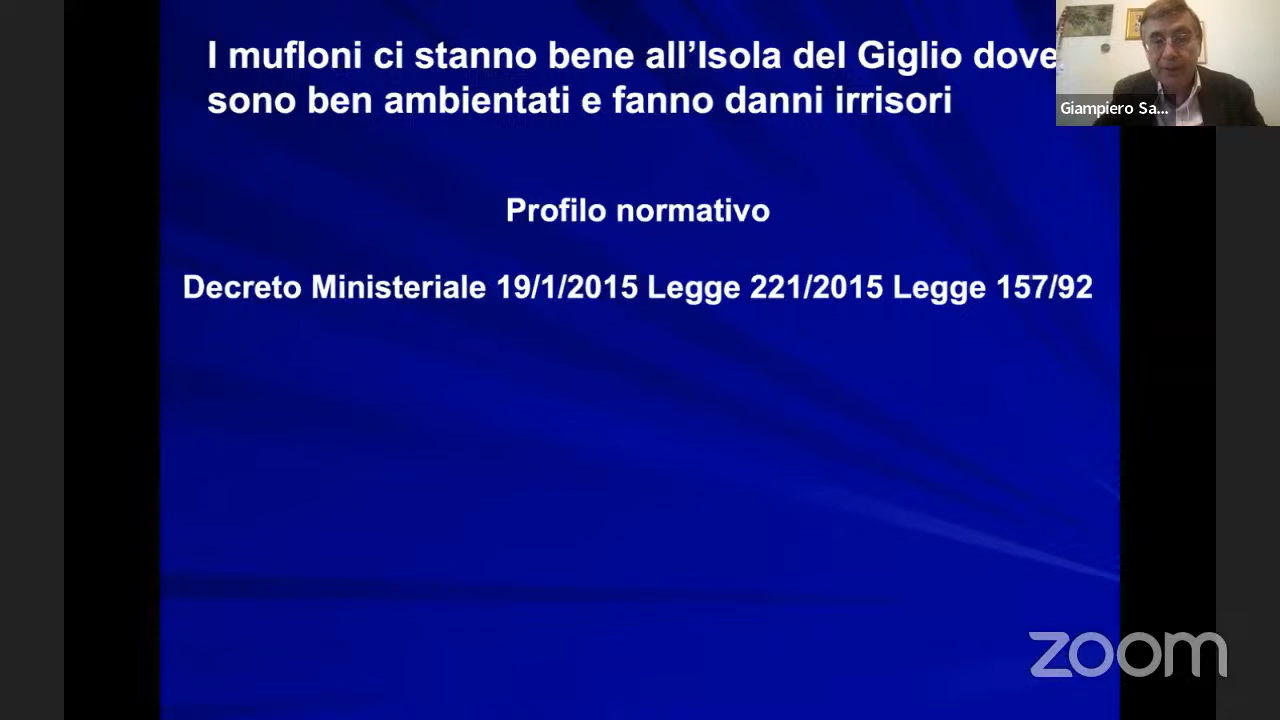 I mufloni ci stanno bene all’Isola del Giglio dove
sono ben ambientati e fanno danni irrisori
Giampiero Sa...
Profilo normativo
Decreto Ministeriale 19/1/2015 Legge 221/2015 Legge 157/92
zoom